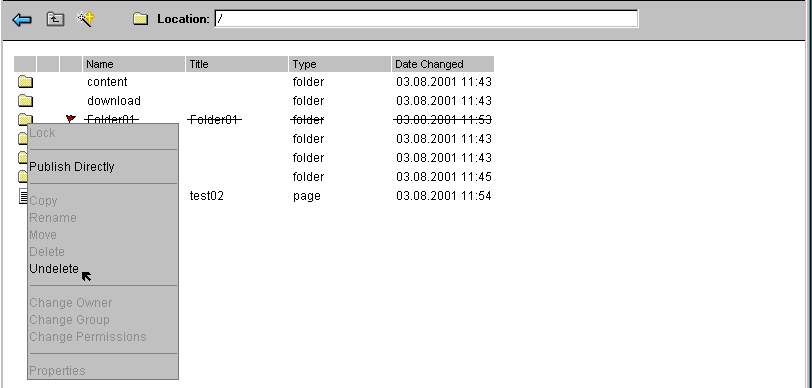 Location: /
Name Title Type Date Changed
content folder 03.08.2001 11:43
download folder 03.08.2001 11:43
Folder01 Folder01 folder 03.08.2001 11:53
Lock folder 03.08.2001 11:43
folder 03.08.2001 11:43
Publish Directly folder 03.08.2001 11:45
test02 page 03.08.2001 11:54
Copy
Rename
Move
Delete
Undelete
Change Owner
Change Group
Change Permissions
Properties